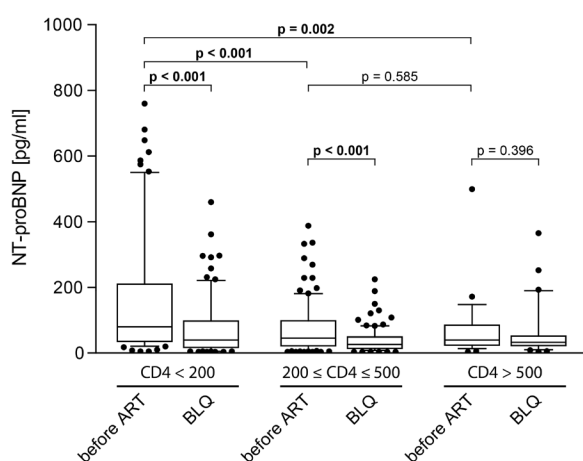 1000
800
600
400
200
0
NT-proBNP [pg/ml]
p = 0.002
p < 0.001
p < 0.001
p = 0.585
p < 0.001
p = 0.396
CD4 < 200
200 ≤ CD4 ≤ 500
CD4 > 500
before ART
BLQ
before ART
BLQ
before ART
BLQ